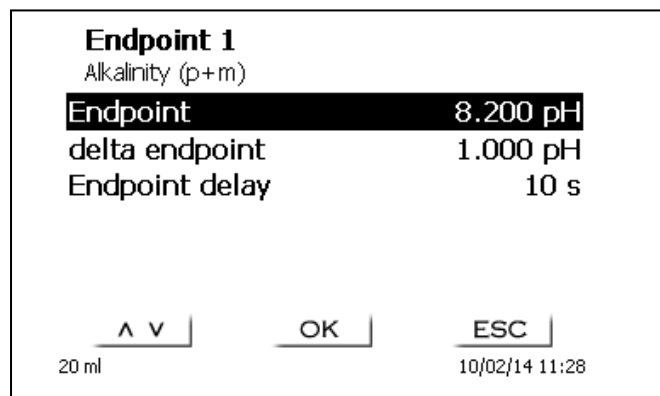 Endpoint 1
Alkalinity (p+m)
Endpoint 8.200 pH
delta endpoint 1.000 pH
Endpoint delay 10 s
∧ ∨ OK ESC
20 ml 10/02/14 11:28